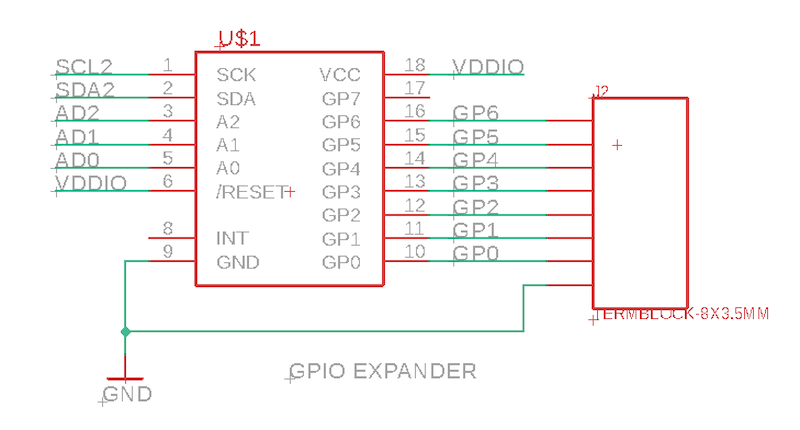 U$1
SCL2 1 SCK VCC 18 VDDIO
SDA2 2 SDA GP7 17
AD2 3 A2 GP6 16 GP6
AD1 4 A1 GP5 15 GP5
AD0 5 A0 GP4 14 GP4
VDDIO 6 /RESET GP3 13 GP3
GP2 12 GP2
8 INT GP1 11 GP1
9 GND GP0 10 GP0
J2
TERMBLOCK-8X3.5MM
GPIO EXPANDER
GND